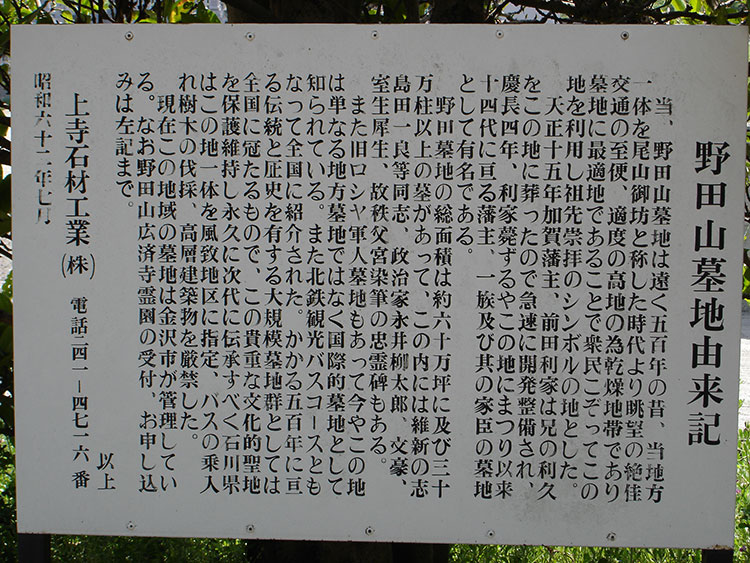 野田山墓地由来記
当、野田山墓地は遠く五百年の昔、当地方
一体を尾山御坊と称した時代より眺望の絶佳
交通の至便、適度の高地の為乾燥地帯であり
墓地に最適地であることで衆民こぞってこの
地を利用し祖先崇拝のシンボルの地とした。
天正十五年加賀藩主、前田利家は兄の利久
をこの地に葬ったので急速に開発整備され、
慶長四年、利家薨ずるやこの地にまつり以来
十四代に亘る藩主、一族及び其の家臣の墓地
として有名である。
野田墓地の総面積は約六十万坪に及び三十
万柱以上の墓があって、この内には維新の志
島田一良等同志、政治家永井柳太郎、文豪、
室生犀生、故秩父宮染筆の忠霊碑もある。
また旧ロシヤ軍人墓地もあって今やこの地
は単なる地方墓地ではなく国際的墓地として
知られている。また北鉄観光バスコースとも
なって全国に紹介された。かかる五百年に亘
る伝統と歴史を有する大規模墓地群としては
全国に冠たるもので、この貴重な文化的聖地
を保護維持し永久に次代に伝承すべく石川県
はこの地一体を風致地区に指定、バスの乗入
れ樹木の伐採、高層建築物を厳禁した。
現在この地域の墓地は金沢市が管理してい
る。なお野田山広済寺霊園の受付、お申し込
みは左記まで。
以上
上寺石材工業㈱ 電話二四一ー四七一六番
昭和六十二年七月